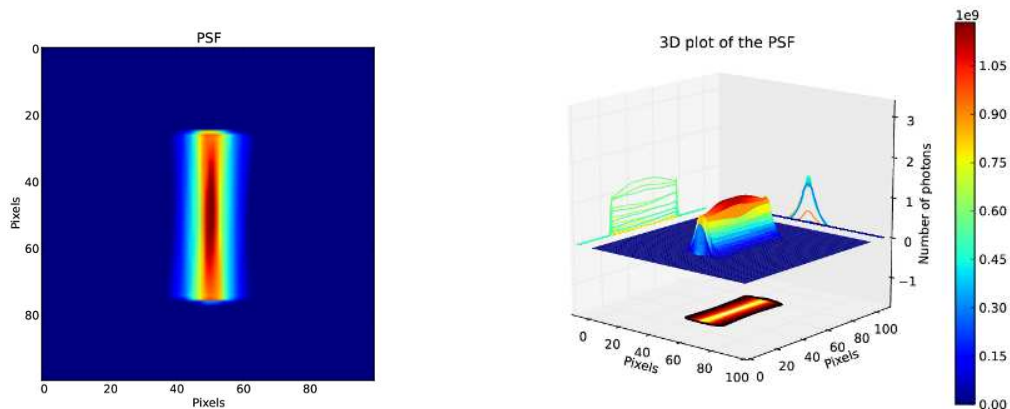 PSF
0
20
40
60
80
Pixels
0 20 40 60 80
Pixels
3D plot of the PSF
3
2
1
0
−1
Number of photons
0 20 40 60 80 100
Pixels
0 20 40 60 80 100
Pixels
1e9
1.05
0.90
0.75
0.60
0.45
0.30
0.15
0.00